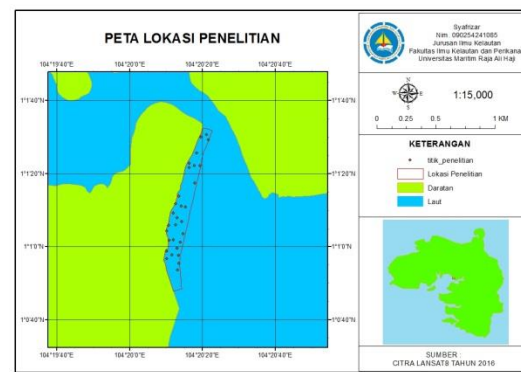 PETA LOKASI PENELITIAN
104°19'40"E 104°20'0"E 104°20'20"E 104°20'40"E
1°1'40"N 1°1'40"N
1°1'20"N 1°1'20"N
1°1'0"N 1°1'0"N
1°0'40"N 1°0'40"N
104°19'40"E 104°20'0"E 104°20'20"E 104°20'40"E
Syafrizar
Nim. 090254241085
Jurusan Ilmu Kelautan
Fakultas Ilmu Kelautan dan Perikanan
Universitas Maritim Raja Ali Haji
1:15,000
0 0.25 0.5 1 KM
KETERANGAN
titik_penelitian
Lokasi Penelitian
Daratan
Laut
SUMBER :
CITRA LANSAT8 TAHUN 2016